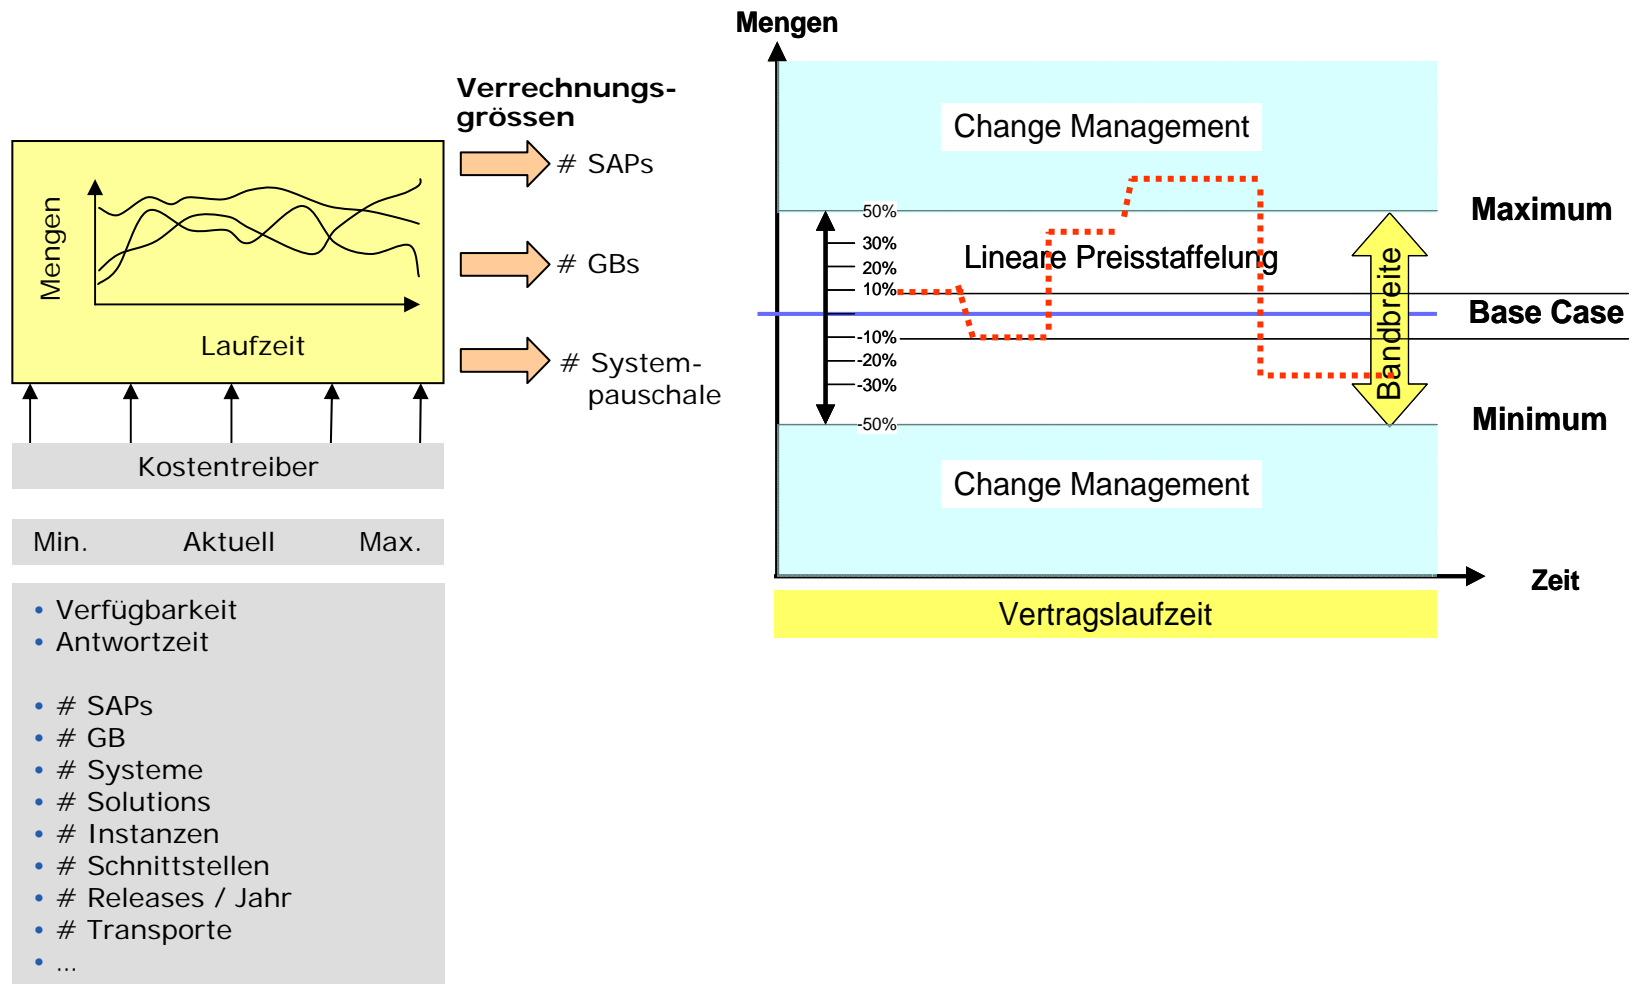 Verrechnungs-
grössen
# SAPs
# GBs
# System-
pauschale
Mengen
Laufzeit
Kostentreiber
Min. Aktuell Max.
• Verfügbarkeit
• Antwortzeit
• # SAPs
• # GB
• # Systeme
• # Solutions
• # Instanzen
• # Schnittstellen
• # Releases / Jahr
• # Transporte
• ...
Mengen
Change Management
50%
30%
20%
10%
-10%
-20%
-30%
-50%
Lineare Preisstaffelung
Bandbreite
Maximum
Base Case
Minimum
Change Management
Zeit
Vertragslaufzeit